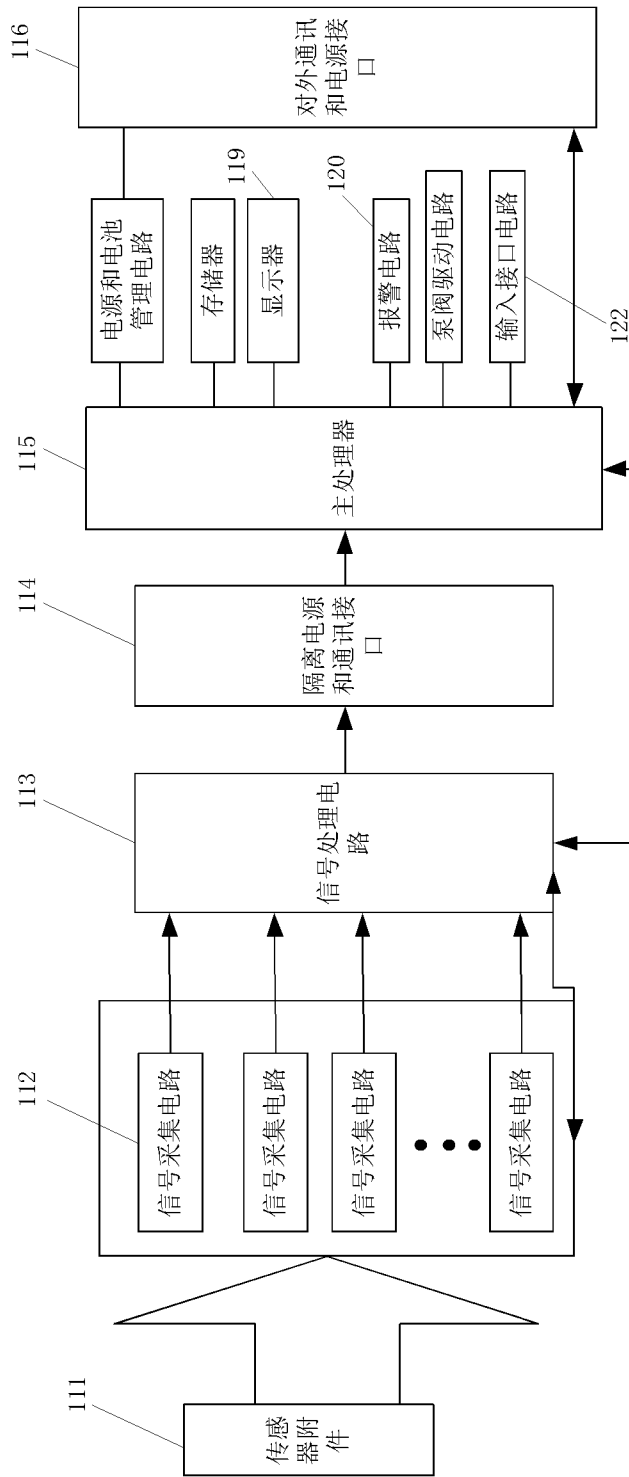 111
传感
器附
件
112
信号采集电路
信号采集电路
信号采集电路
信号采集电路
113
信号处理电
路
114
隔离电源
和通讯接
口
115
主处理器
电源和电池
管理电路
存储器
显示器
119
报警电路
120
泵阀驱动电路
输入接口电路
122
116
对外通讯
和电源接
口